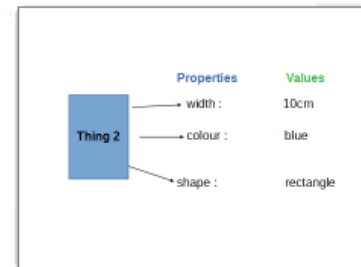 Properties Values
width : 10cm
Thing 2 colour : blue
shape : rectangle